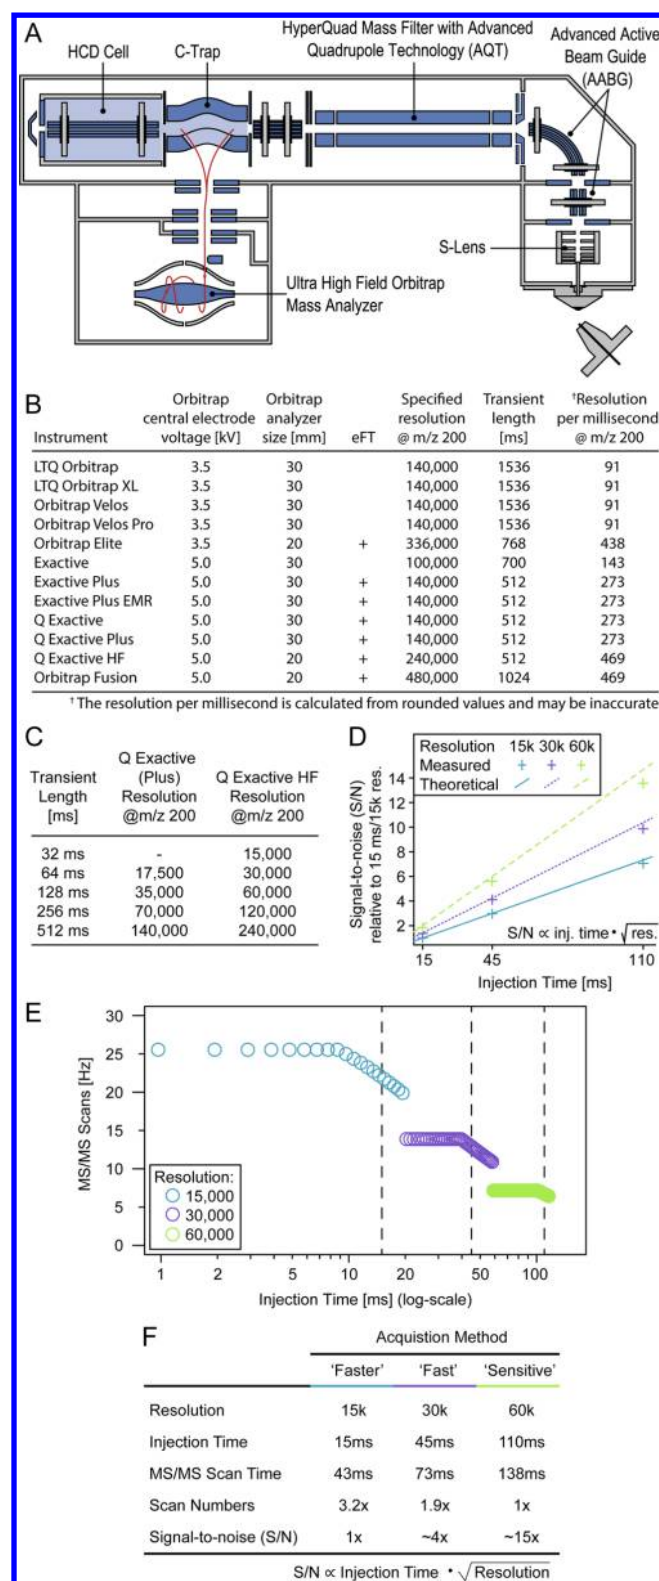 A
HyperQuad Mass Filter with Advanced
Quadrupole Technology (AQT)
Advanced Active
Beam Guide
(AABG)
HCD Cell
C-Trap
S-Lens
Ultra High Field Orbitrap
Mass Analyzer
B
Instrument Orbitrap central electrode voltage [kV] Orbitrap analyzer size [mm] eFT Specified resolution @ m/z 200 Transient length [ms] †Resolution per millisecond @ m/z 200
LTQ Orbitrap 3.5 30 140,000 1536 91
LTQ Orbitrap XL 3.5 30 140,000 1536 91
Orbitrap Velos 3.5 30 140,000 1536 91
Orbitrap Velos Pro 3.5 30 140,000 1536 91
Orbitrap Elite 3.5 20 + 336,000 768 438
Exactive 5.0 30 100,000 700 143
Exactive Plus 5.0 30 + 140,000 512 273
Exactive Plus EMR 5.0 30 + 140,000 512 273
Q Exactive 5.0 30 + 140,000 512 273
Q Exactive Plus 5.0 30 + 140,000 512 273
Q Exactive HF 5.0 20 + 240,000 512 469
Orbitrap Fusion 5.0 20 + 480,000 1024 469
† The resolution per millisecond is calculated from rounded values and may be inaccurate
C
Transient Length [ms] Q Exactive (Plus) Resolution @m/z 200 Q Exactive HF Resolution @m/z 200
32 ms - 15,000
64 ms 17,500 30,000
128 ms 35,000 60,000
256 ms 70,000 120,000
512 ms 140,000 240,000
D
Resolution 15k 30k 60k
Measured + + +
Theoretical
Signal-to-noise (S/N)
relative to 15 ms/15k res.
14
12
10
8
6
4
2
S/N ∝ inj. time • √res.
15 45 110
Injection Time [ms]
E
MS/MS Scans [Hz]
30
25
20
15
10
5
0
Resolution:
15,000
30,000
60,000
1 2 5 10 20 50 100
Injection Time [ms] (log-scale)
F
Acquistion Method
'Faster' 'Fast' 'Sensitive'
Resolution 15k 30k 60k
Injection Time 15ms 45ms 110ms
MS/MS Scan Time 43ms 73ms 138ms
Scan Numbers 3.2x 1.9x 1x
Signal-to-noise (S/N) 1x ~4x ~15x
S/N ∝ Injection Time • √Resolution